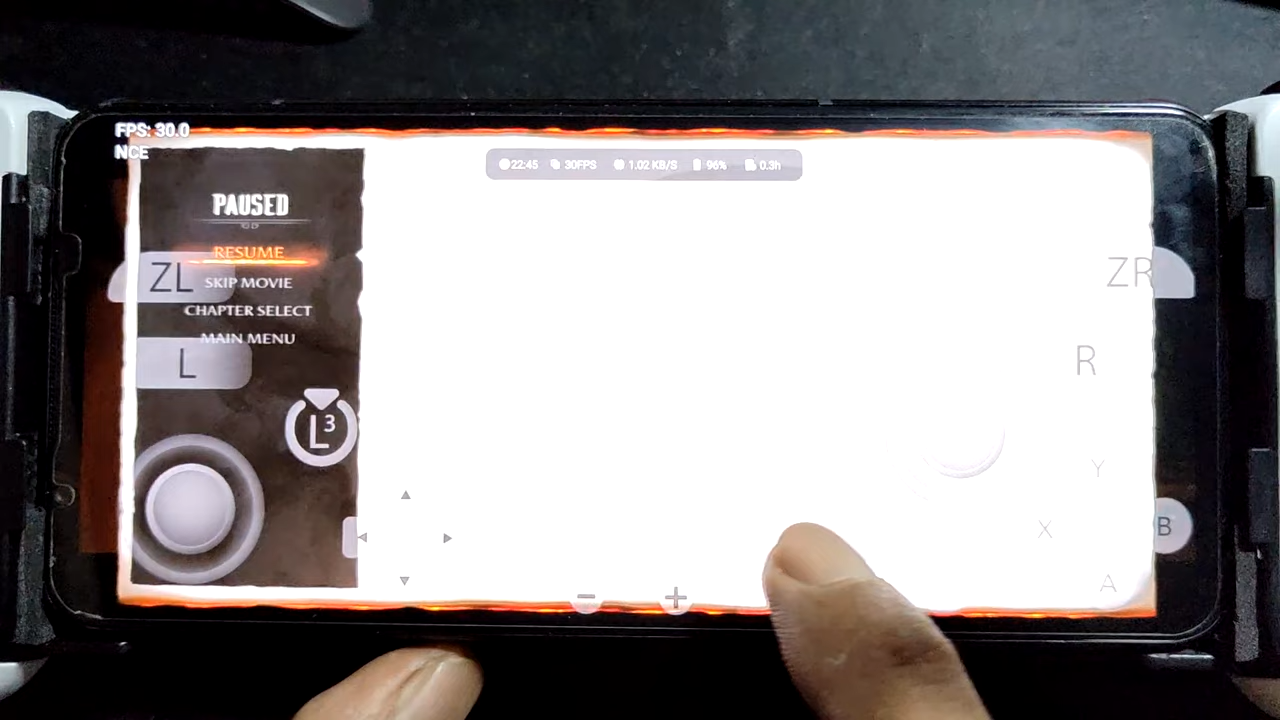 FPS: 30.0
NCE
22:45 30FPS 1.02 KB/S 96% 0.3h
PAUSED
RESUME
SKIP MOVIE
CHAPTER SELECT
MAIN MENU
ZL
L
L3
ZR
R
Y
X
B
A